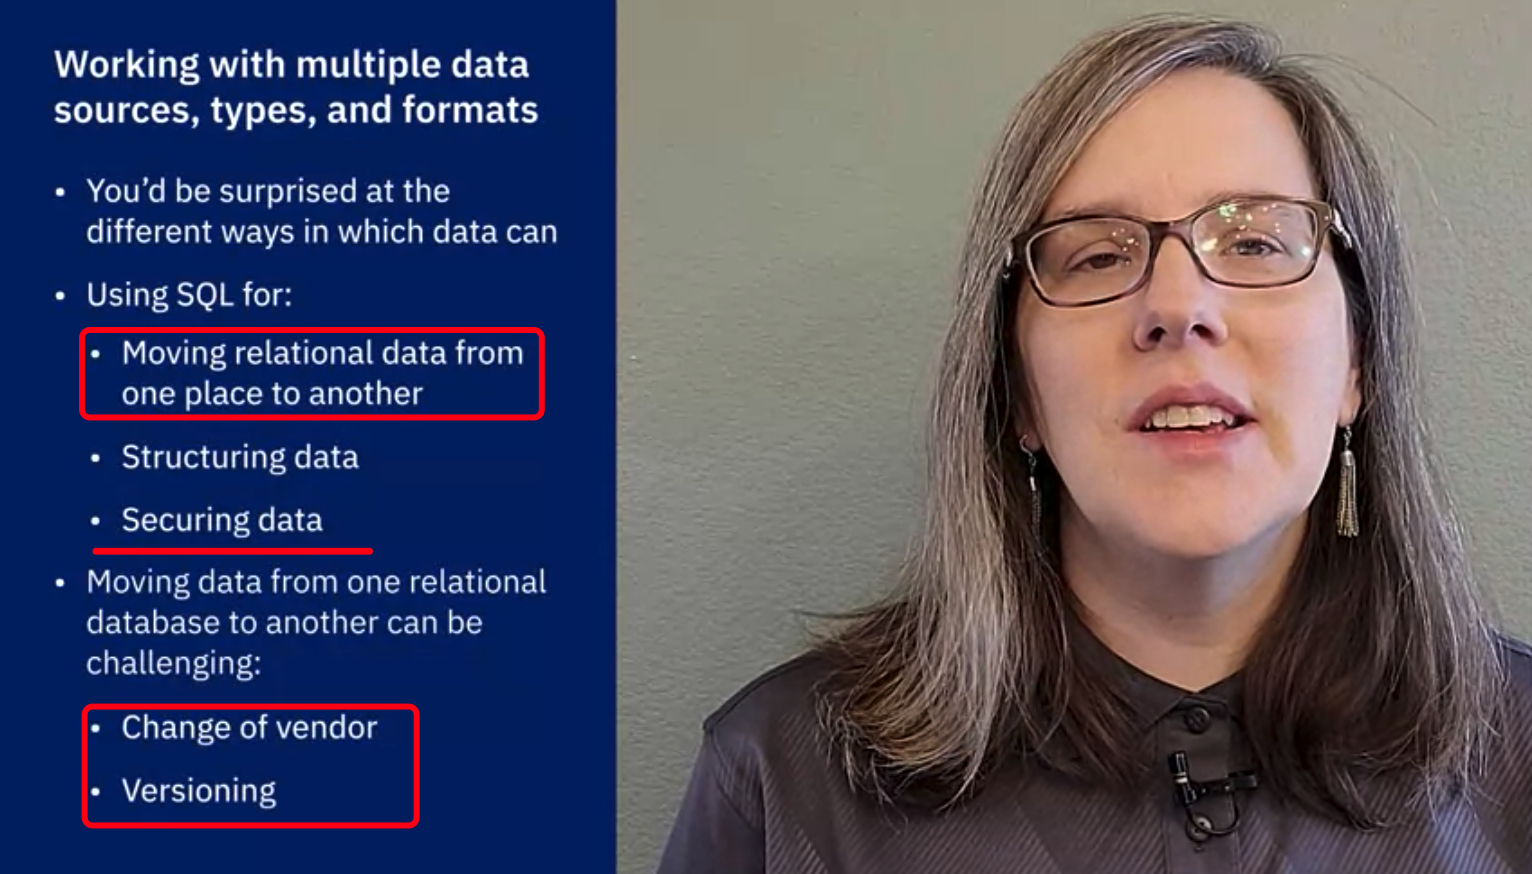 Working with multiple data
sources, types, and formats
• You’d be surprised at the
different ways in which data can
• Using SQL for:
• Moving relational data from
one place to another
• Structuring data
• Securing data
• Moving data from one relational
database to another can be
challenging:
• Change of vendor
• Versioning